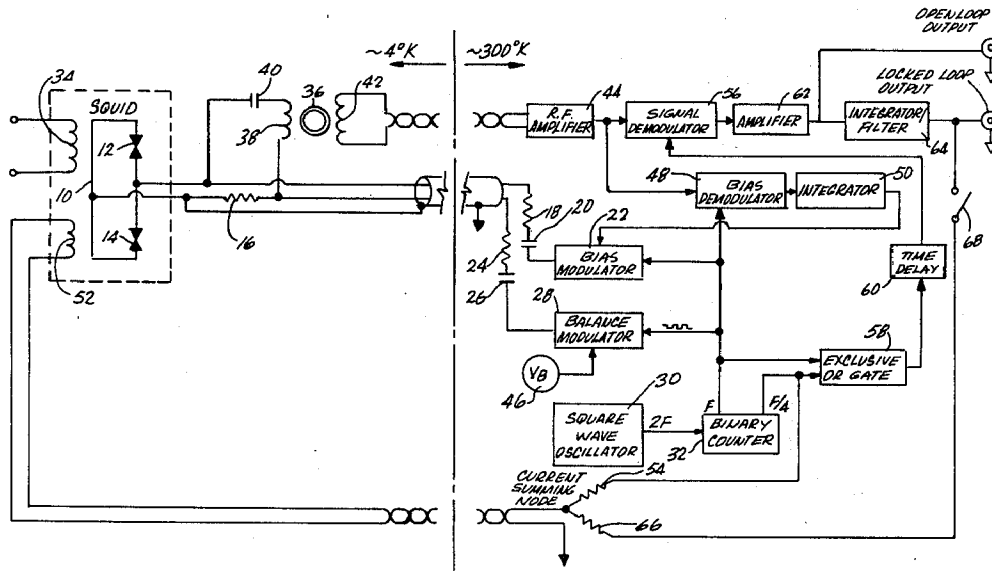 OPEN LOOP
OUTPUT
~4°K
~300°K
LOCKED LOOP
OUTPUT
34
40
36
42
44
56
62
SQUID
12
38
R.F.
AMPLIFIER
SIGNAL
DEMODULATOR
AMPLIFIER
INTEGRATOR/
FILTER
64
10
48
50
BIAS
DEMODULATOR
INTEGRATOR
16
18
20
22
68
14
24
BIAS
MODULATOR
TIME
DELAY
52
26
60
28
BALANCE
MODULATOR
58
EXCLUSIVE
OR GATE
VB
46
30
F
F/4
SQUARE
WAVE
OSCILLATOR
2F
BINARY
COUNTER
32
CURRENT
SUMMING
NODE
54
66